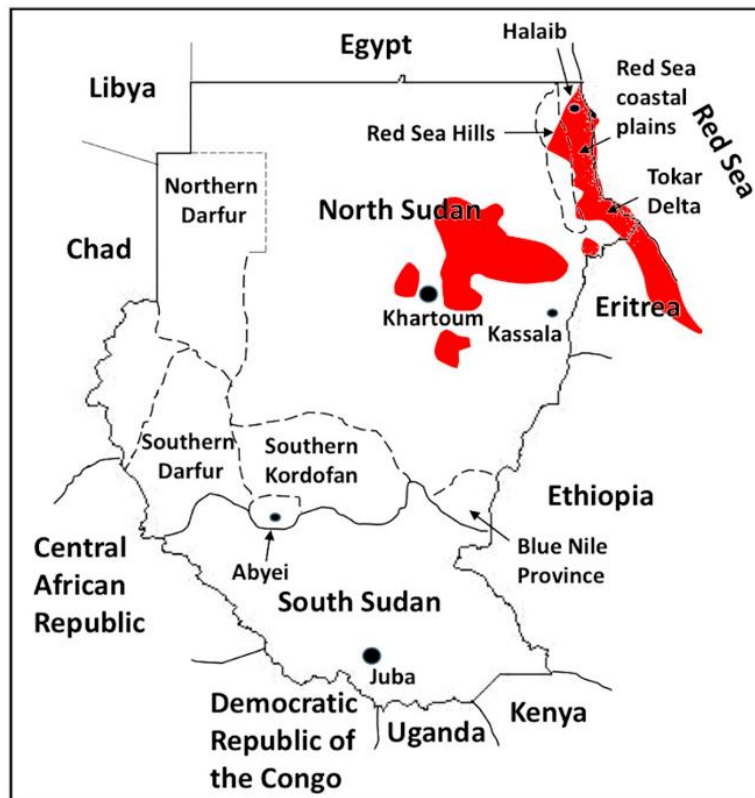 Egypt
Halaib
Libya
Red Sea
coastal
plains
Red Sea
Red Sea Hills
Northern
Darfur
North Sudan
Tokar
Delta
Chad
Khartoum
Kassala
Eritrea
Southern
Darfur
Southern
Kordofan
Ethiopia
Central
African
Republic
Abyei
Blue Nile
Province
South Sudan
Juba
Democratic
Republic of
the Congo
Uganda
Kenya